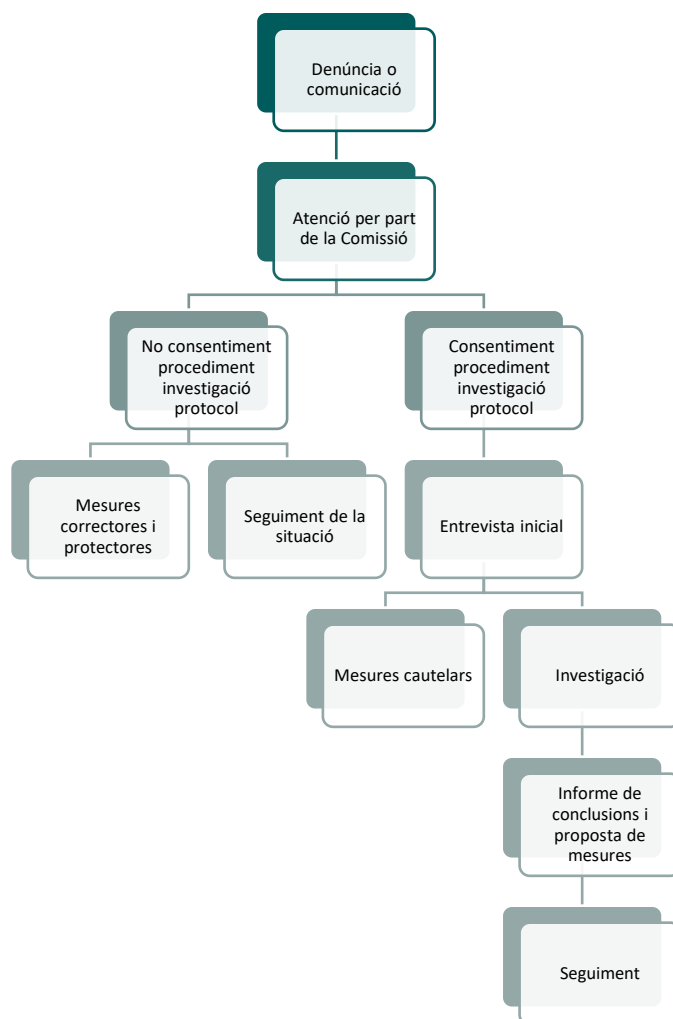 Denúncia o
comunicació
Atenció per part
de la Comissió
No consentiment
procediment
investigació
protocol
Consentiment
procediment
investigació
protocol
Mesures
correctores i
protectores
Seguiment de la
situació
Entrevista inicial
Mesures cautelars
Investigació
Informe de
conclusions i
proposta de
mesures
Seguiment